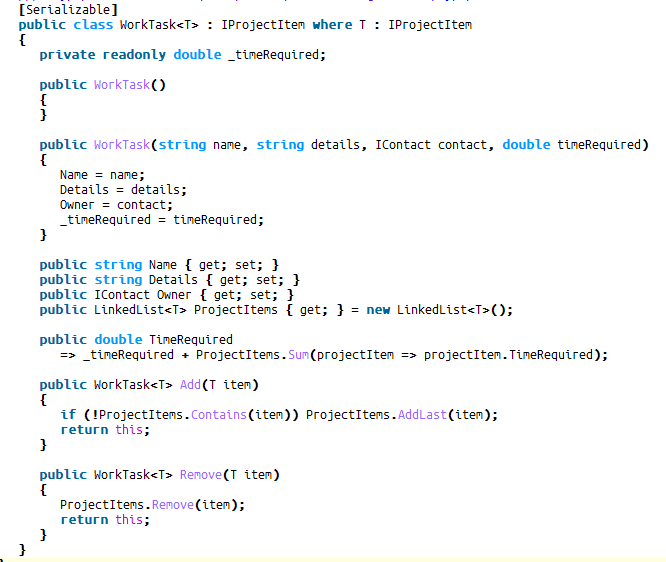 [Serializable]
public class WorkTask<T> : IProjectItem where T : IProjectItem
{
private readonly double _timeRequired;
public WorkTask()
{
}
public WorkTask(string name, string details, IContact contact, double timeRequired)
{
Name = name;
Details = details;
Owner = contact;
_timeRequired = timeRequired;
}
public string Name { get; set; }
public string Details { get; set; }
public IContact Owner { get; set; }
public LinkedList<T> ProjectItems { get; } = new LinkedList<T>();
public double TimeRequired
=> _timeRequired + ProjectItems.Sum(projectItem => projectItem.TimeRequired);
public WorkTask<T> Add(T item)
{
if (!ProjectItems.Contains(item)) ProjectItems.AddLast(item);
return this;
}
public WorkTask<T> Remove(T item)
{
ProjectItems.Remove(item);
return this;
}
}